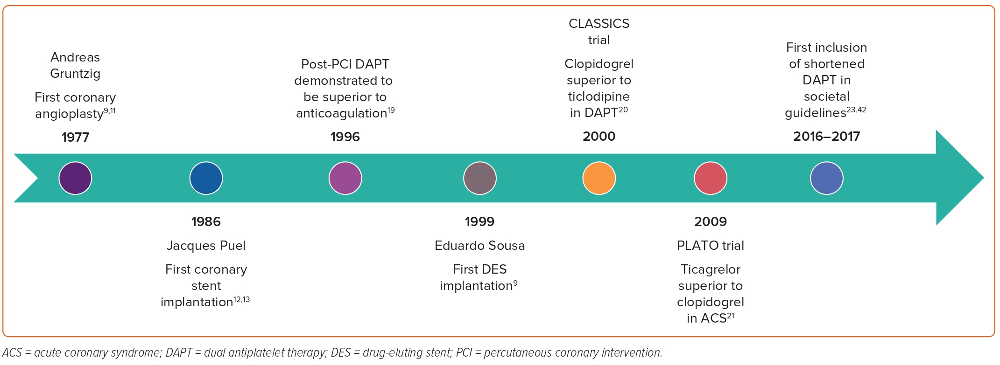 Andreas
Gruntzig
First coronary
angioplasty9,11
1977
1986
Jacques Puel
First coronary
stent
implantation12,13
Post-PCI DAPT
demonstrated to
be superior to
anticoagulation19
1996
1999
Eduardo Sousa
First DES
implantation9
CLASSICS
trial
Clopidogrel
superior to
ticlodipine
in DAPT20
2000
2009
PLATO trial
Ticagrelor
superior to
clopidogrel
in ACS21
First inclusion
of shortened
DAPT in
societal
guidelines23,42
2016–2017
ACS = acute coronary syndrome; DAPT = dual antiplatelet therapy; DES = drug-eluting stent; PCI = percutaneous coronary intervention.